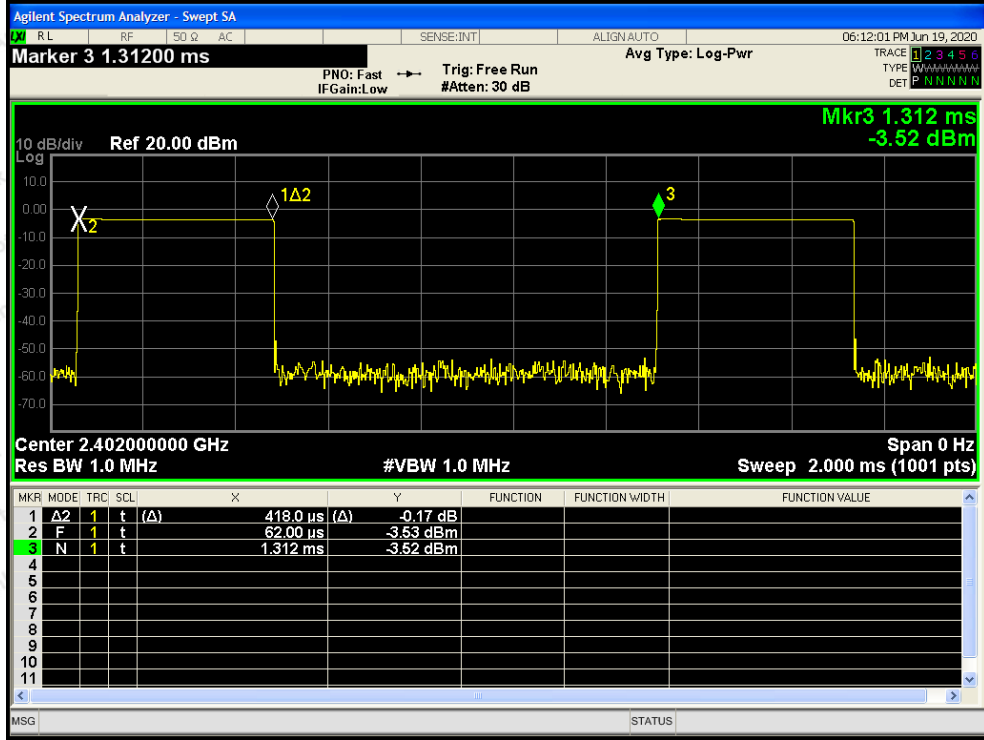 Agilent Spectrum Analyzer - Swept SA
LXI RL RF 50 Ω AC SENSE:INT ALIGN AUTO 06:12:01 PM Jun 19, 2020
Marker 3 1.31200 ms
PNO: Fast
IFGain:Low
Trig: Free Run
#Atten: 30 dB
Avg Type: Log-Pwr
TRACE 1 2 3 4 5 6
TYPE WWWWWW
DET P N N N N N
Mkr3 1.312 ms
-3.52 dBm
10 dB/div Ref 20.00 dBm
Log
10.0
0.00
-10.0
-20.0
-30.0
-40.0
-50.0
-60.0
-70.0
X2
1Δ2
3
Center 2.402000000 GHz Span 0 Hz
Res BW 1.0 MHz #VBW 1.0 MHz Sweep 2.000 ms (1001 pts)
MKR MODE TRC SCL X Y FUNCTION FUNCTION WIDTH FUNCTION VALUE
1 Δ2 1 t (Δ) 418.0 µs (Δ) -0.17 dB
2 F 1 t 62.00 µs -3.53 dBm
3 N 1 t 1.312 ms -3.52 dBm
4
5
6
7
8
9
10
11
MSG STATUS